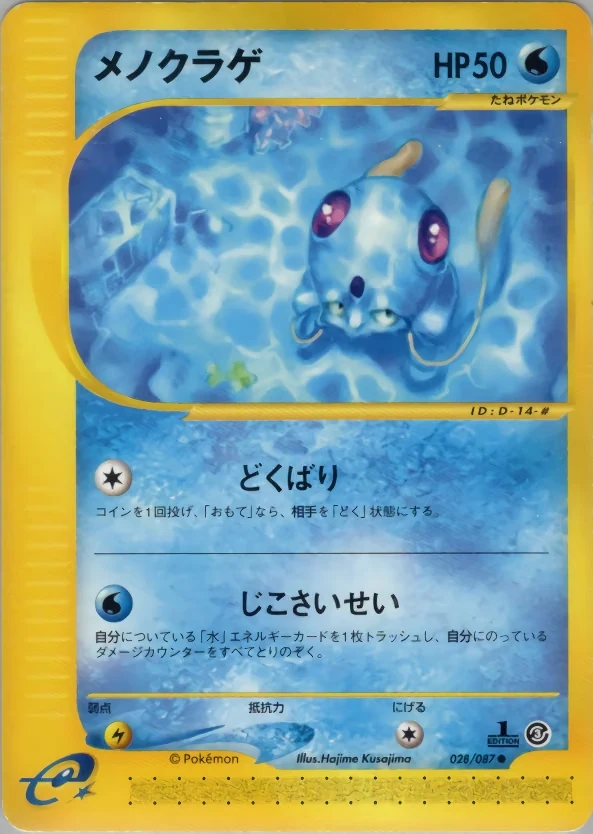 メノクラゲ HP50
たねポケモン
ID:D-14-#
どくばり
コインを1回投げ、「おもて」なら、相手を「どく」状態にする。
じこさいせい
自分についている「水」エネルギーカードを1枚トラッシュし、自分にのっている
ダメージカウンターをすべてとりのぞく。
弱点 抵抗力 にげる
1
EDITION
3
© Pokémon Illus.Hajime Kusajima 028/087 ●
e